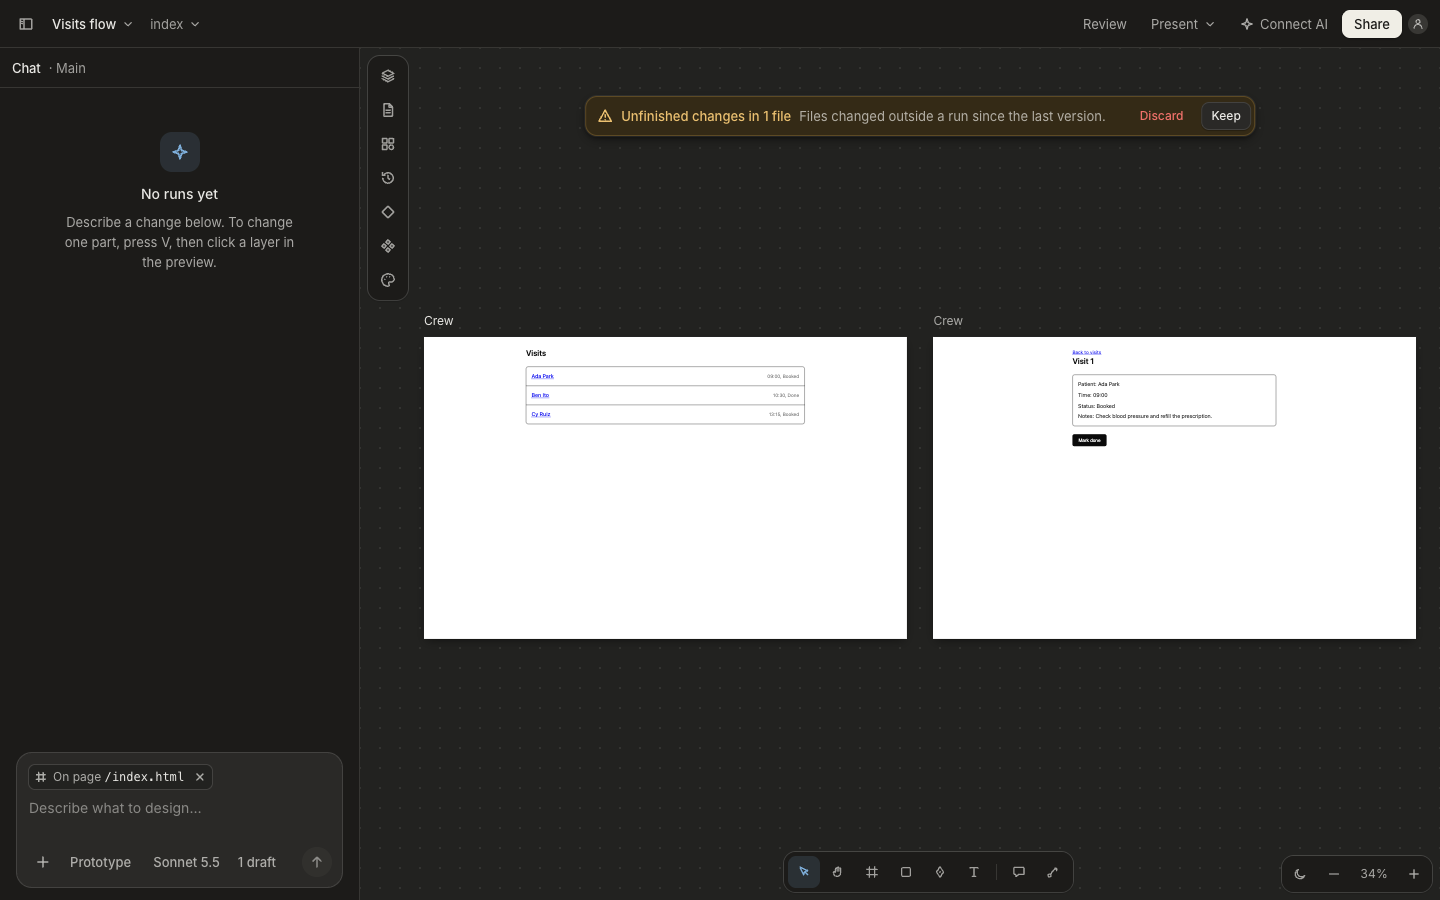 Visits flow
index
Review
Present
Connect AI
Share
Chat · Main
Unfinished changes in 1 file Files changed outside a run since the last version.
Discard
Keep
No runs yet
Describe a change below. To change
one part, press V, then click a layer in
the preview.
Crew
Visits
Ada Park 09:00, Booked
Ben Ito 10:30, Done
Cy Ruiz 13:15, Booked
Crew
Back to visits
Visit 1
Patient: Ada Park
Time: 09:00
Status: Booked
Notes: Check blood pressure and refill the prescription.
Mark done
On page /index.html
Describe what to design...
Prototype
Sonnet 5.5
1 draft
34%